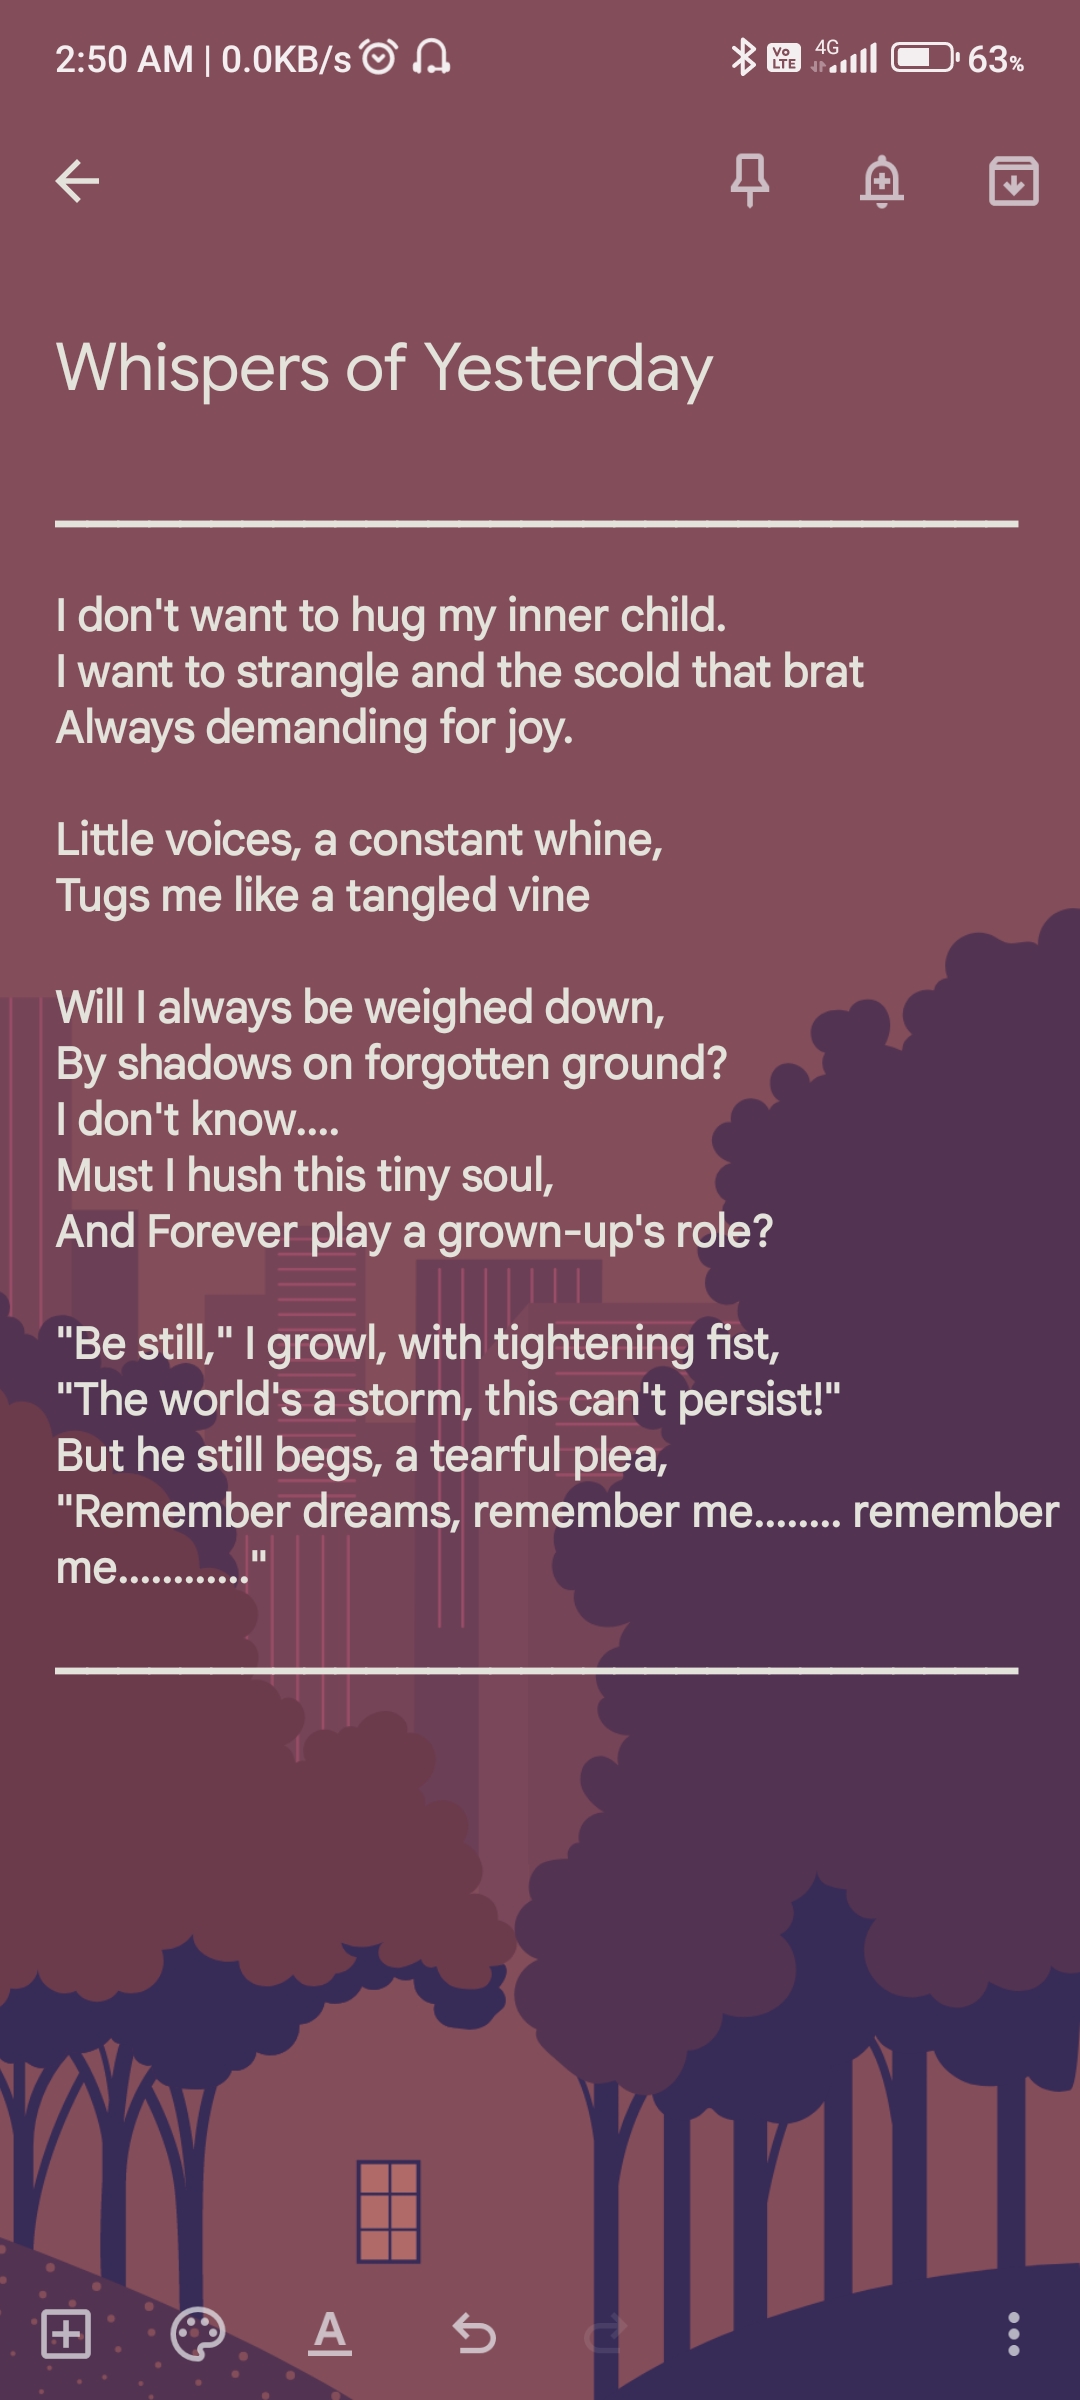 2:50 AM | 0.0KB/s
Vo LTE 4G 63%
Whispers of Yesterday
I don't want to hug my inner child.
I want to strangle and the scold that brat
Always demanding for joy.
Little voices, a constant whine,
Tugs me like a tangled vine
Will I always be weighed down,
By shadows on forgotten ground?
I don't know....
Must I hush this tiny soul,
And Forever play a grown-up's role?
"Be still," I growl, with tightening fist,
"The world's a storm, this can't persist!"
But he still begs, a tearful plea,
"Remember dreams, remember me........ remember
me............"
A